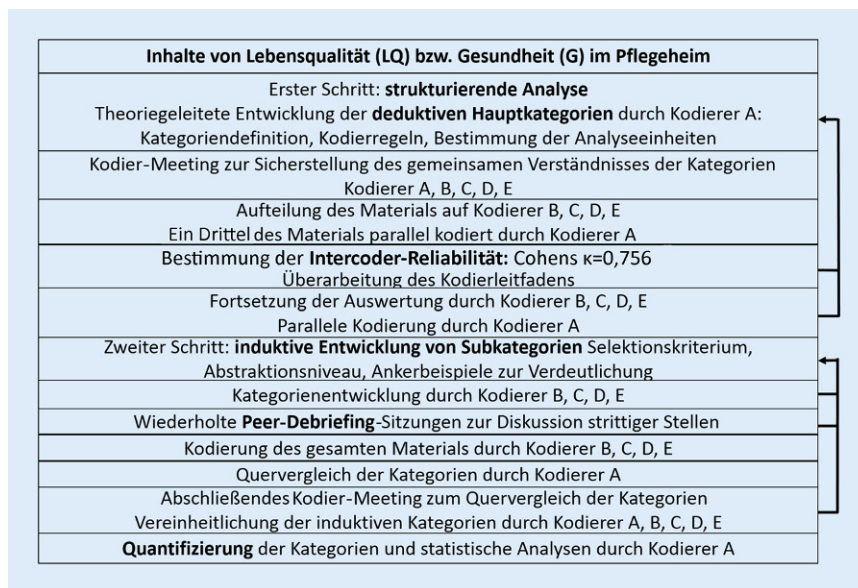 Inhalte von Lebensqualität (LQ) bzw. Gesundheit (G) im Pflegeheim
Erster Schritt: strukturierende Analyse
Theoriegeleitete Entwicklung der deduktiven Hauptkategorien durch Kodierer A:
Kategoriendefinition, Kodierregeln, Bestimmung der Analyseeinheiten
Kodier-Meeting zur Sicherstellung des gemeinsamen Verständnisses der Kategorien
Kodierer A, B, C, D, E
Aufteilung des Materials auf Kodierer B, C, D, E
Ein Drittel des Materials parallel kodiert durch Kodierer A
Bestimmung der Intercoder-Reliabilität: Cohens κ=0,756
Überarbeitung des Kodierleitfadens
Fortsetzung der Auswertung durch Kodierer B, C, D, E
Parallele Kodierung durch Kodierer A
Zweiter Schritt: induktive Entwicklung von Subkategorien Selektionskriterium,
Abstraktionsniveau, Ankerbeispiele zur Verdeutlichung
Kategorienentwicklung durch Kodierer B, C, D, E
Wiederholte Peer-Debriefing-Sitzungen zur Diskussion strittiger Stellen
Kodierung des gesamten Materials durch Kodierer B, C, D, E
Quervergleich der Kategorien durch Kodierer A
Abschließendes Kodier-Meeting zum Quervergleich der Kategorien
Vereinheitlichung der induktiven Kategorien durch Kodierer A, B, C, D, E
Quantifizierung der Kategorien und statistische Analysen durch Kodierer A